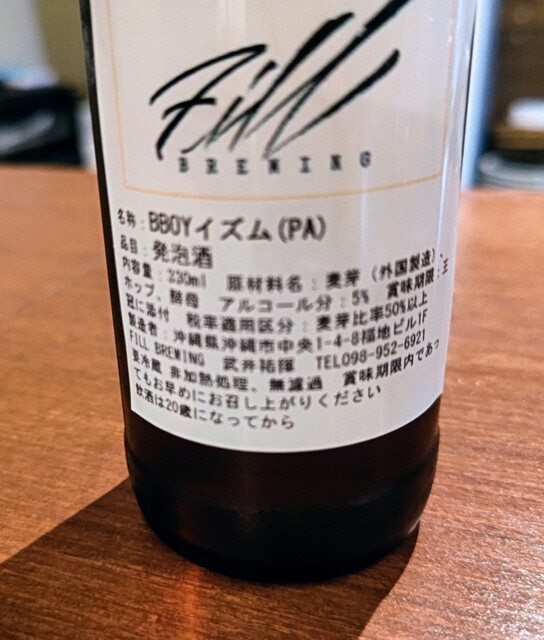 Fill
BREWING
名称：BBOYイズム(PA)
品目：発泡酒
内容量：330ml 原材料名：麦芽（外国製造）、
ホップ、酵母 アルコール分：5% 賞味期限：王
冠に添付 税率適用区分：麦芽比率50%以上
製造者：沖縄県沖縄市中央1-4-8福地ビル1F
FILL BREWING 武井祐揮 TEL098-952-6921
要冷蔵 非加熱処理、無濾過 賞味期限内であっ
てもお早めにお召し上がりください
飲酒は20歳になってから